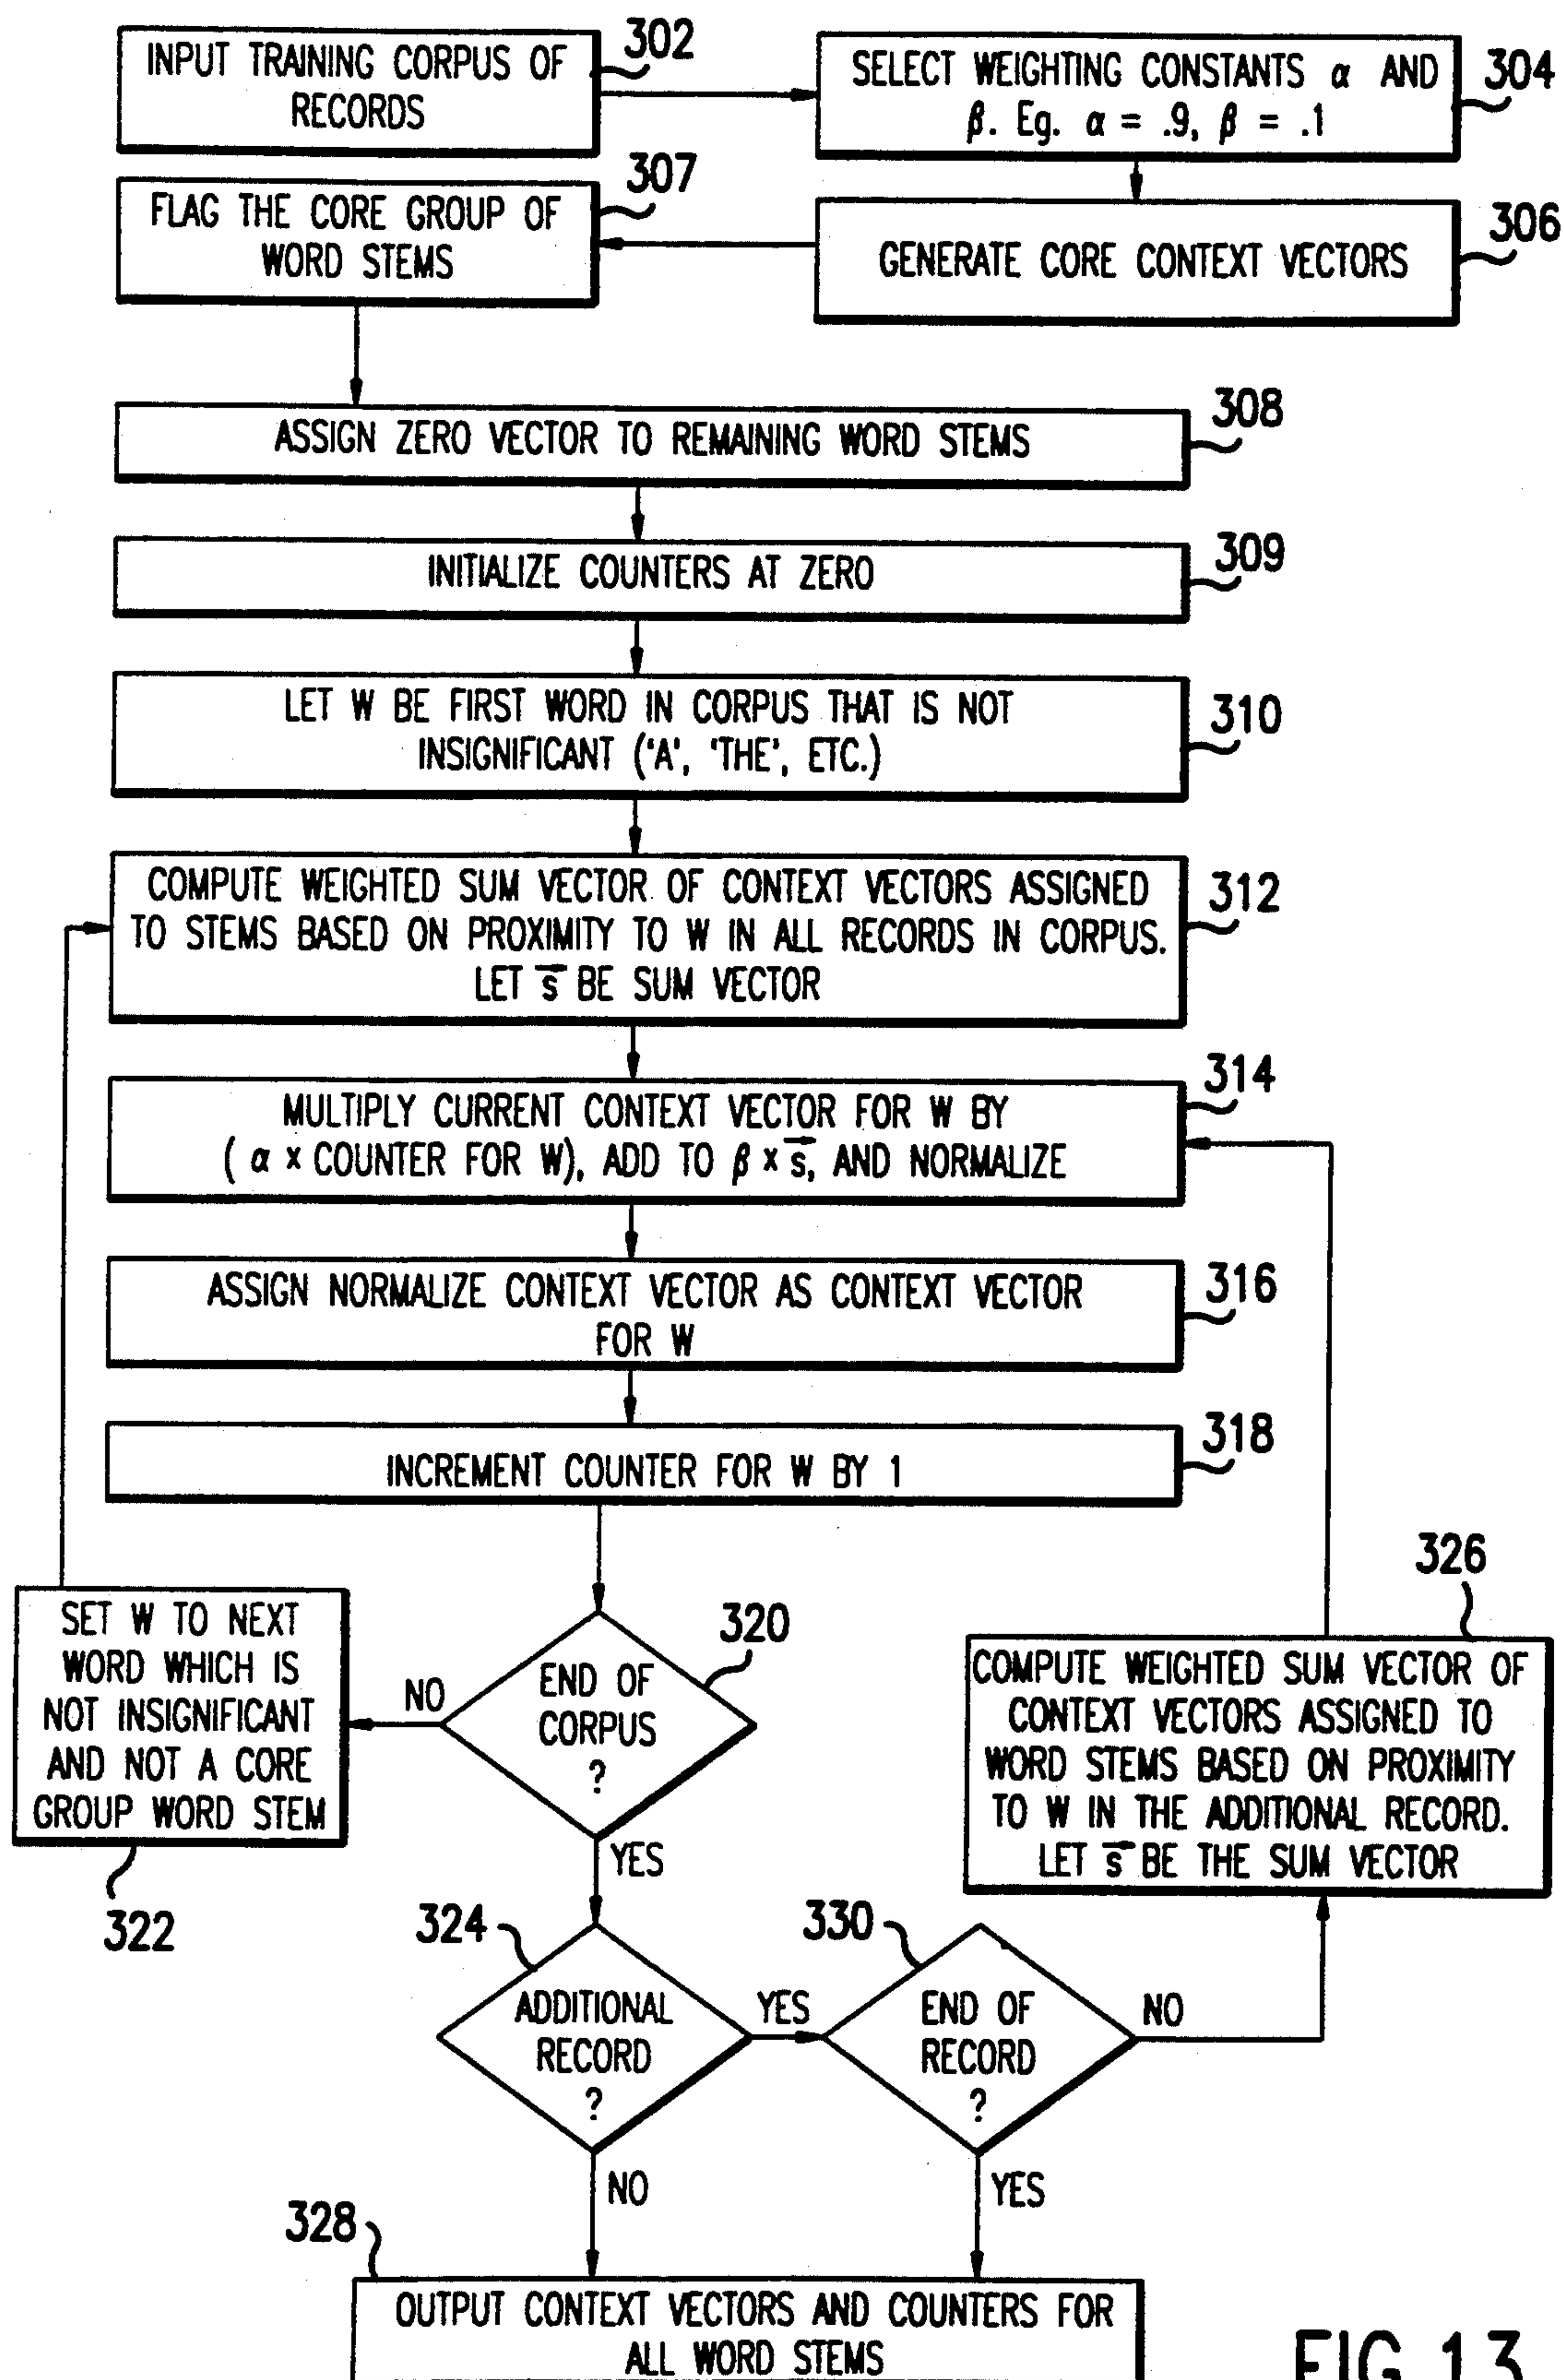 INPUT TRAINING CORPUS OF
RECORDS
302
SELECT WEIGHTING CONSTANTS α AND
β. Eg. α = .9, β = .1
304
FLAG THE CORE GROUP OF
WORD STEMS
307
GENERATE CORE CONTEXT VECTORS
306
ASSIGN ZERO VECTOR TO REMAINING WORD STEMS
308
INITIALIZE COUNTERS AT ZERO
309
LET W BE FIRST WORD IN CORPUS THAT IS NOT
INSIGNIFICANT ('A', 'THE', ETC.)
310
COMPUTE WEIGHTED SUM VECTOR OF CONTEXT VECTORS ASSIGNED
TO STEMS BASED ON PROXIMITY TO W IN ALL RECORDS IN CORPUS.
LET s⃗ BE SUM VECTOR
312
MULTIPLY CURRENT CONTEXT VECTOR FOR W BY
( α x COUNTER FOR W), ADD TO β x s⃗, AND NORMALIZE
314
ASSIGN NORMALIZE CONTEXT VECTOR AS CONTEXT VECTOR
FOR W
316
INCREMENT COUNTER FOR W BY 1
318
SET W TO NEXT
WORD WHICH IS
NOT INSIGNIFICANT
AND NOT A CORE
GROUP WORD STEM
322
NO
END OF
CORPUS
?
320
YES
326
COMPUTE WEIGHTED SUM VECTOR OF
CONTEXT VECTORS ASSIGNED TO
WORD STEMS BASED ON PROXIMITY
TO W IN THE ADDITIONAL RECORD.
LET s⃗ BE THE SUM VECTOR
324
ADDITIONAL
RECORD
?
YES
330
END OF
RECORD
?
NO
NO
YES
328
OUTPUT CONTEXT VECTORS AND COUNTERS FOR
ALL WORD STEMS
FIG.13